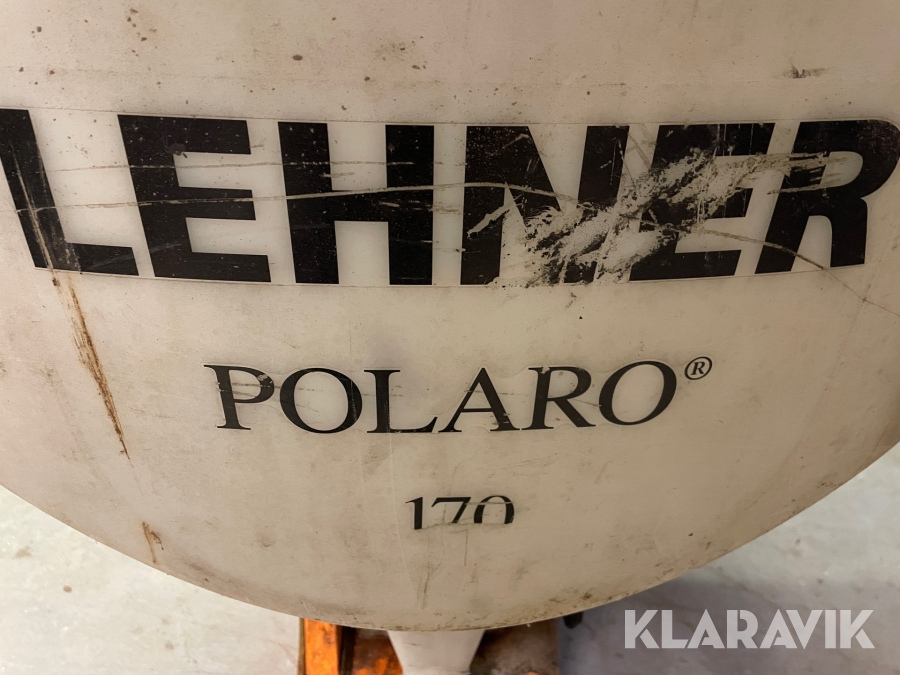 LEHNER
POLARO®
170
KLARAVIK